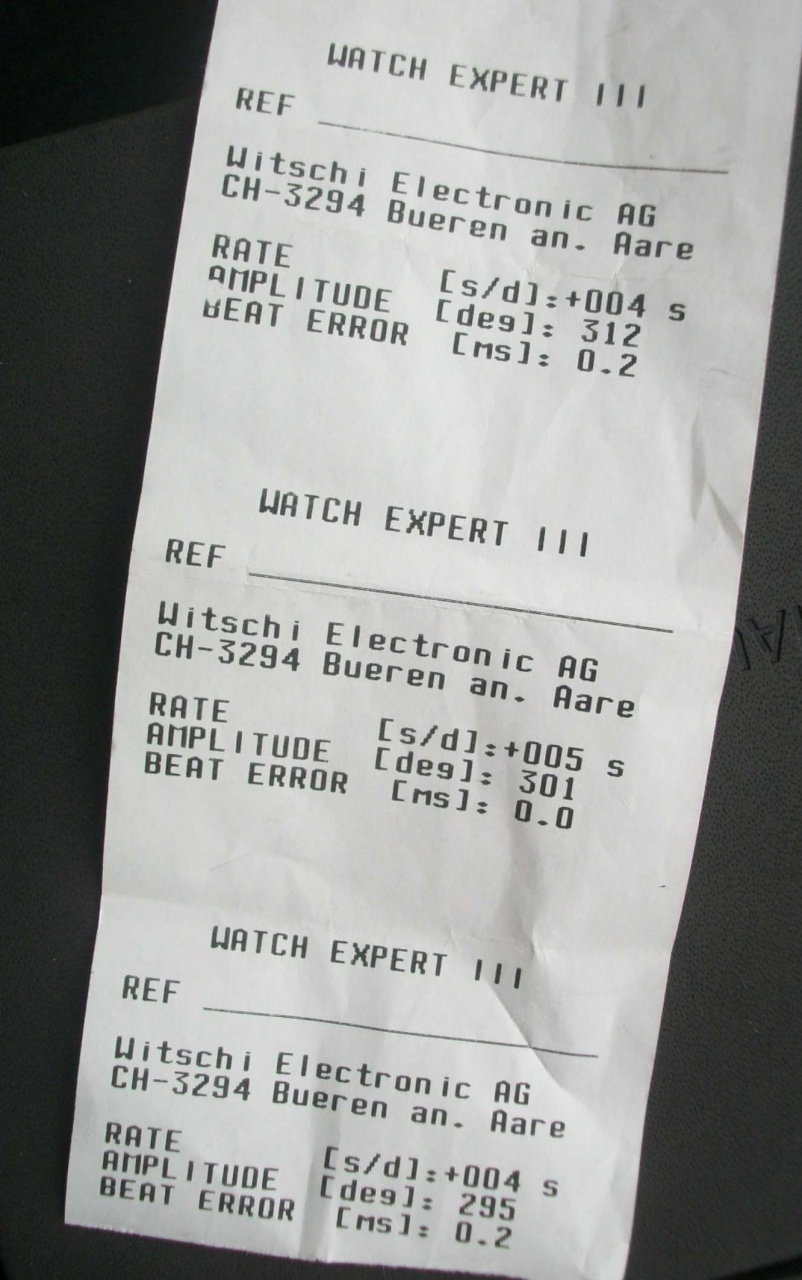 WATCH EXPERT III
REF
Witschi Electronic AG
CH-3294 Bueren an. Aare
RATE [s/d]:+004 s
AMPLITUDE [deg]: 312
BEAT ERROR [ms]: 0.2
WATCH EXPERT III
REF
Witschi Electronic AG
CH-3294 Bueren an. Aare
RATE [s/d]:+005 s
AMPLITUDE [deg]: 301
BEAT ERROR [ms]: 0.0
WATCH EXPERT III
REF
Witschi Electronic AG
CH-3294 Bueren an. Aare
RATE [s/d]:+004 s
AMPLITUDE [deg]: 295
BEAT ERROR [ms]: 0.2